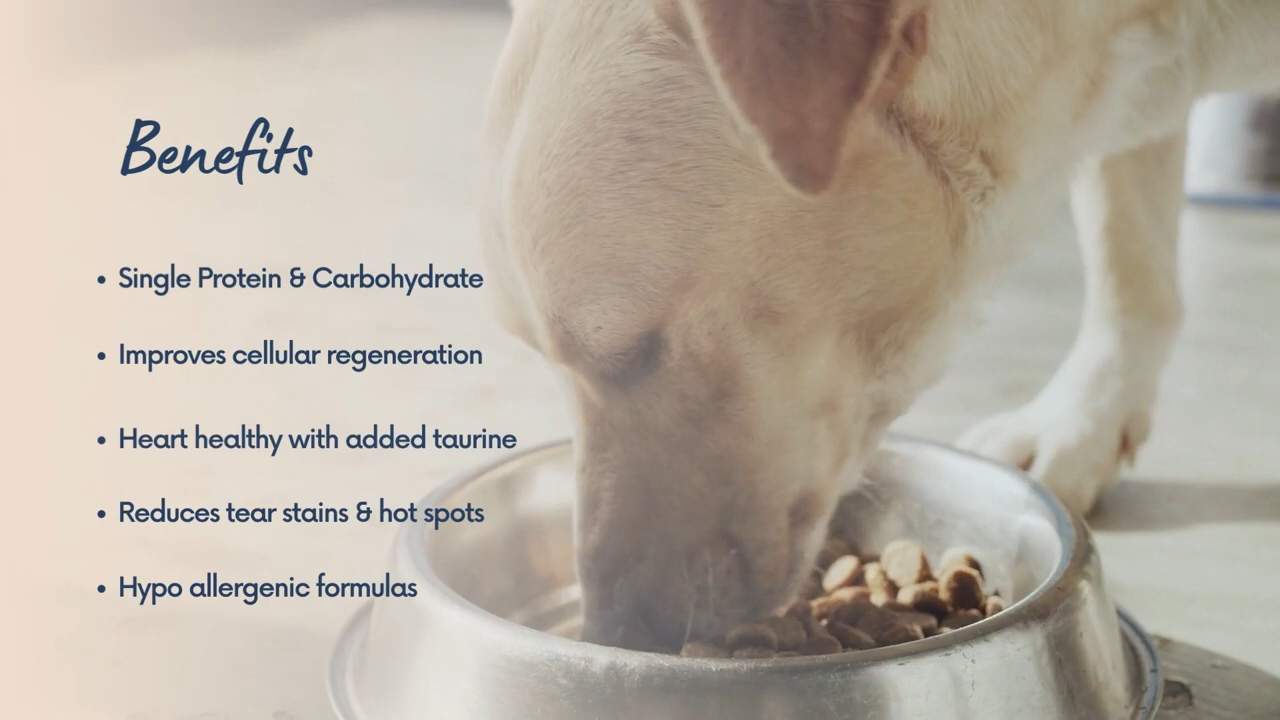 Benefits
• Single Protein & Carbohydrate
• Improves cellular regeneration
• Heart healthy with added taurine
• Reduces tear stains & hot spots
• Hypo allergenic formulas